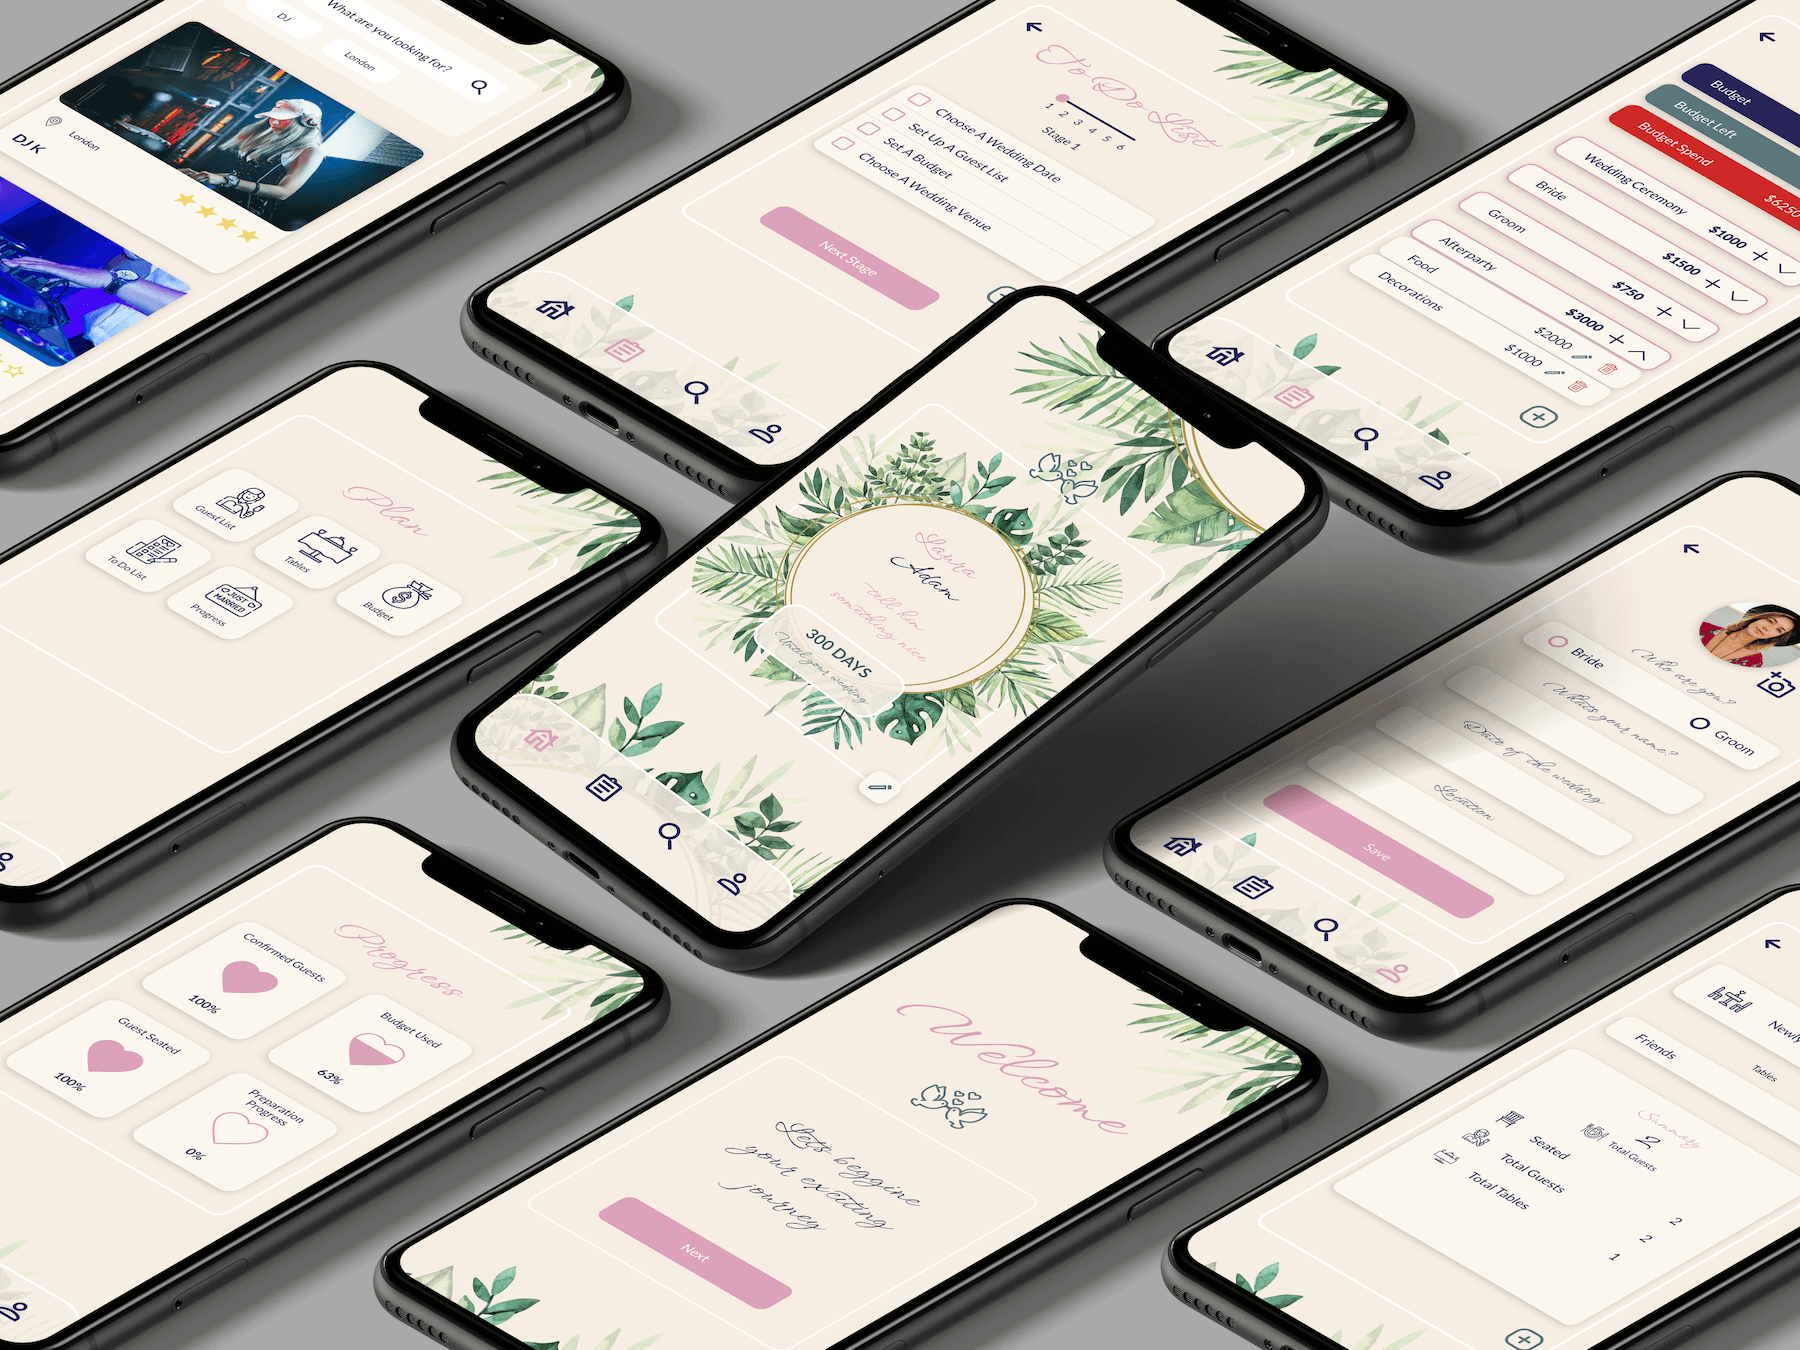 What are you looking for?
DJ
London
London
DJ K
To Do List
1 2 3 4 5 6
Stage 1
Choose A Wedding Date
Set Up A Guest List
Set A Budget
Choose A Wedding Venue
Next Stage
Budget
Budget Left
Budget Spend
$6250
Wedding Ceremony
$1000
Bride
$1500
Groom
$750
Afterparty
$3000
Food
$2000
Decorations
$1000
Plan
Guest List
Tables
Budget
To Do List
JUST
MARRIED
Progress
Laura
Adam
tell him
something nice
300 DAYS
Until your wedding
Who are you?
Bride
Groom
Whats your name?
Date of the wedding
Location
Save
Progress
Confirmed Guests
100%
Budget Used
63%
Guest Seated
100%
Preparation
Progress
0%
Welcome
Lets beggine
your exciting
journey
Next
Newly
Friends
Tables
Summary
2
Total Guests
Seated
2
Total Guests
2
Total Tables
1